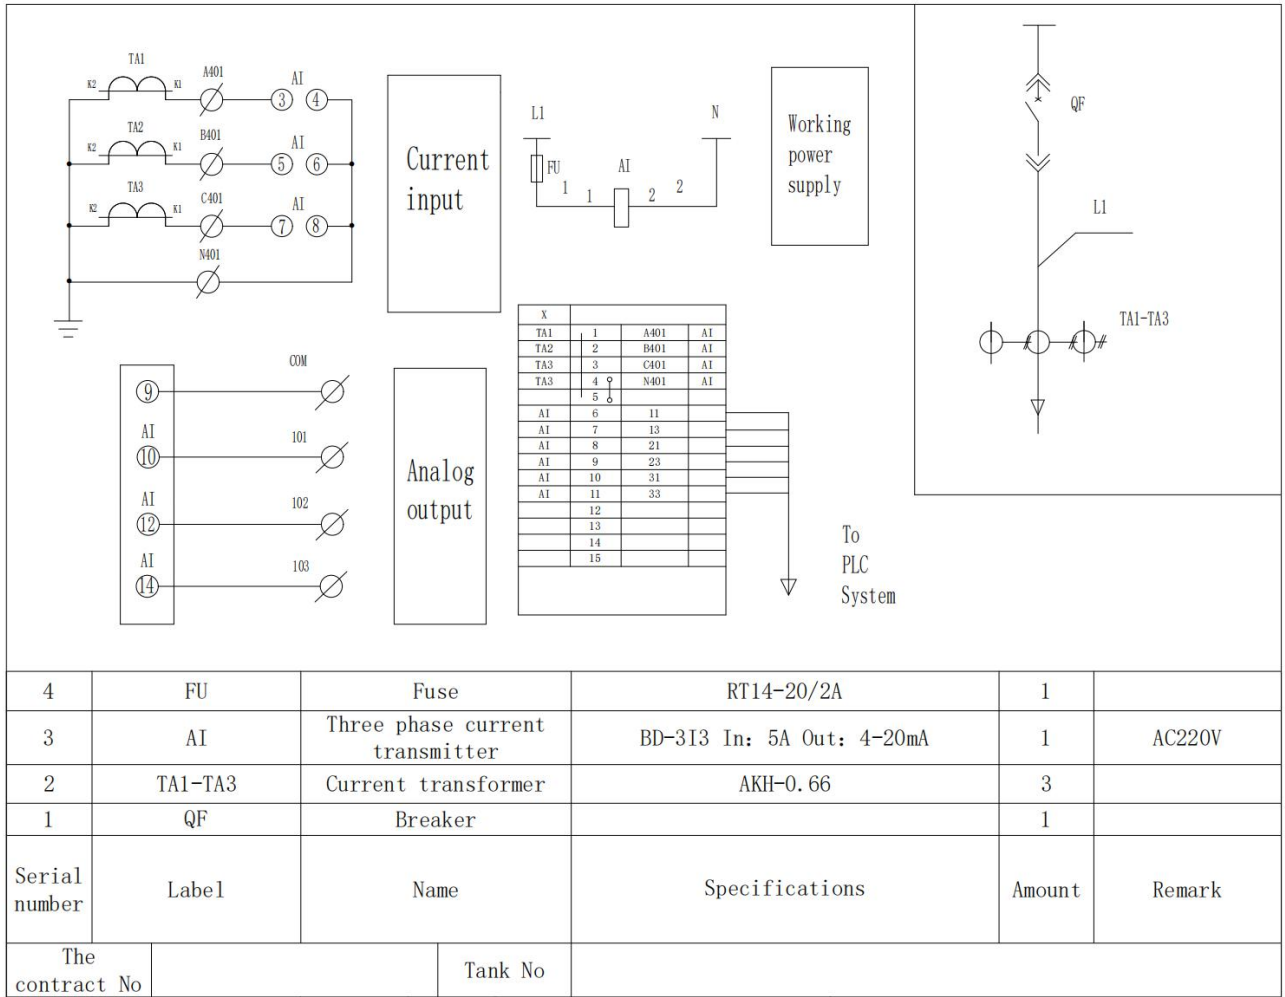 TA1
K2
K1
A401
AI
3
4
TA2
K2
K1
B401
AI
5
6
TA3
K2
K1
C401
AI
7
8
N401
Current
input
L1
FU
1
1
AI
2
2
N
Working
power
supply
QF
L1
TA1-TA3
9
COM
AI
10
101
AI
12
102
AI
14
103
Analog
output
X
TA1 1 A401 AI
TA2 2 B401 AI
TA3 3 C401 AI
TA3 4 N401 AI
5
AI 6 11
AI 7 13
AI 8 21
AI 9 23
AI 10 31
AI 11 33
12
13
14
15
To
PLC
System
4 FU Fuse RT14-20/2A 1
3 AI Three phase current
transmitter BD-3I3 In: 5A Out: 4-20mA 1 AC220V
2 TA1-TA3 Current transformer AKH-0.66 3
1 QF Breaker 1
Serial
number Label Name Specifications Amount Remark
The
contract No Tank No